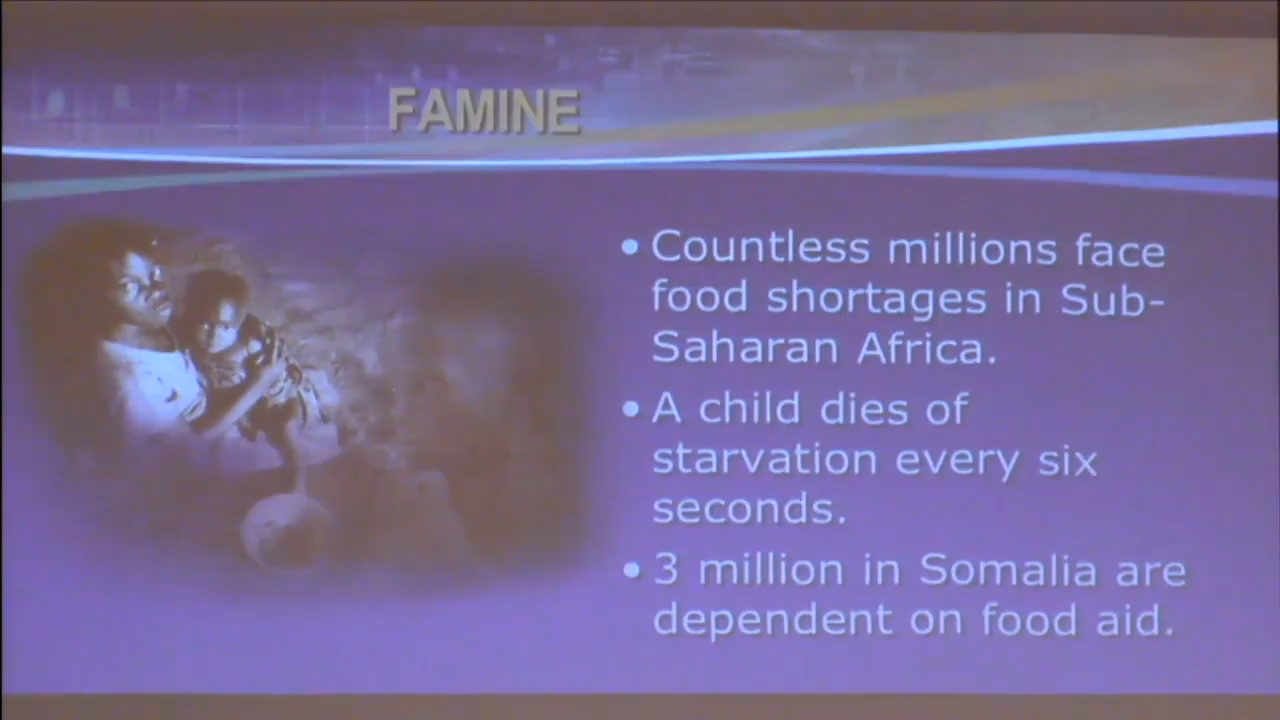 FAMINE
• Countless millions face
food shortages in Sub-
Saharan Africa.
• A child dies of
starvation every six
seconds.
• 3 million in Somalia are
dependent on food aid.